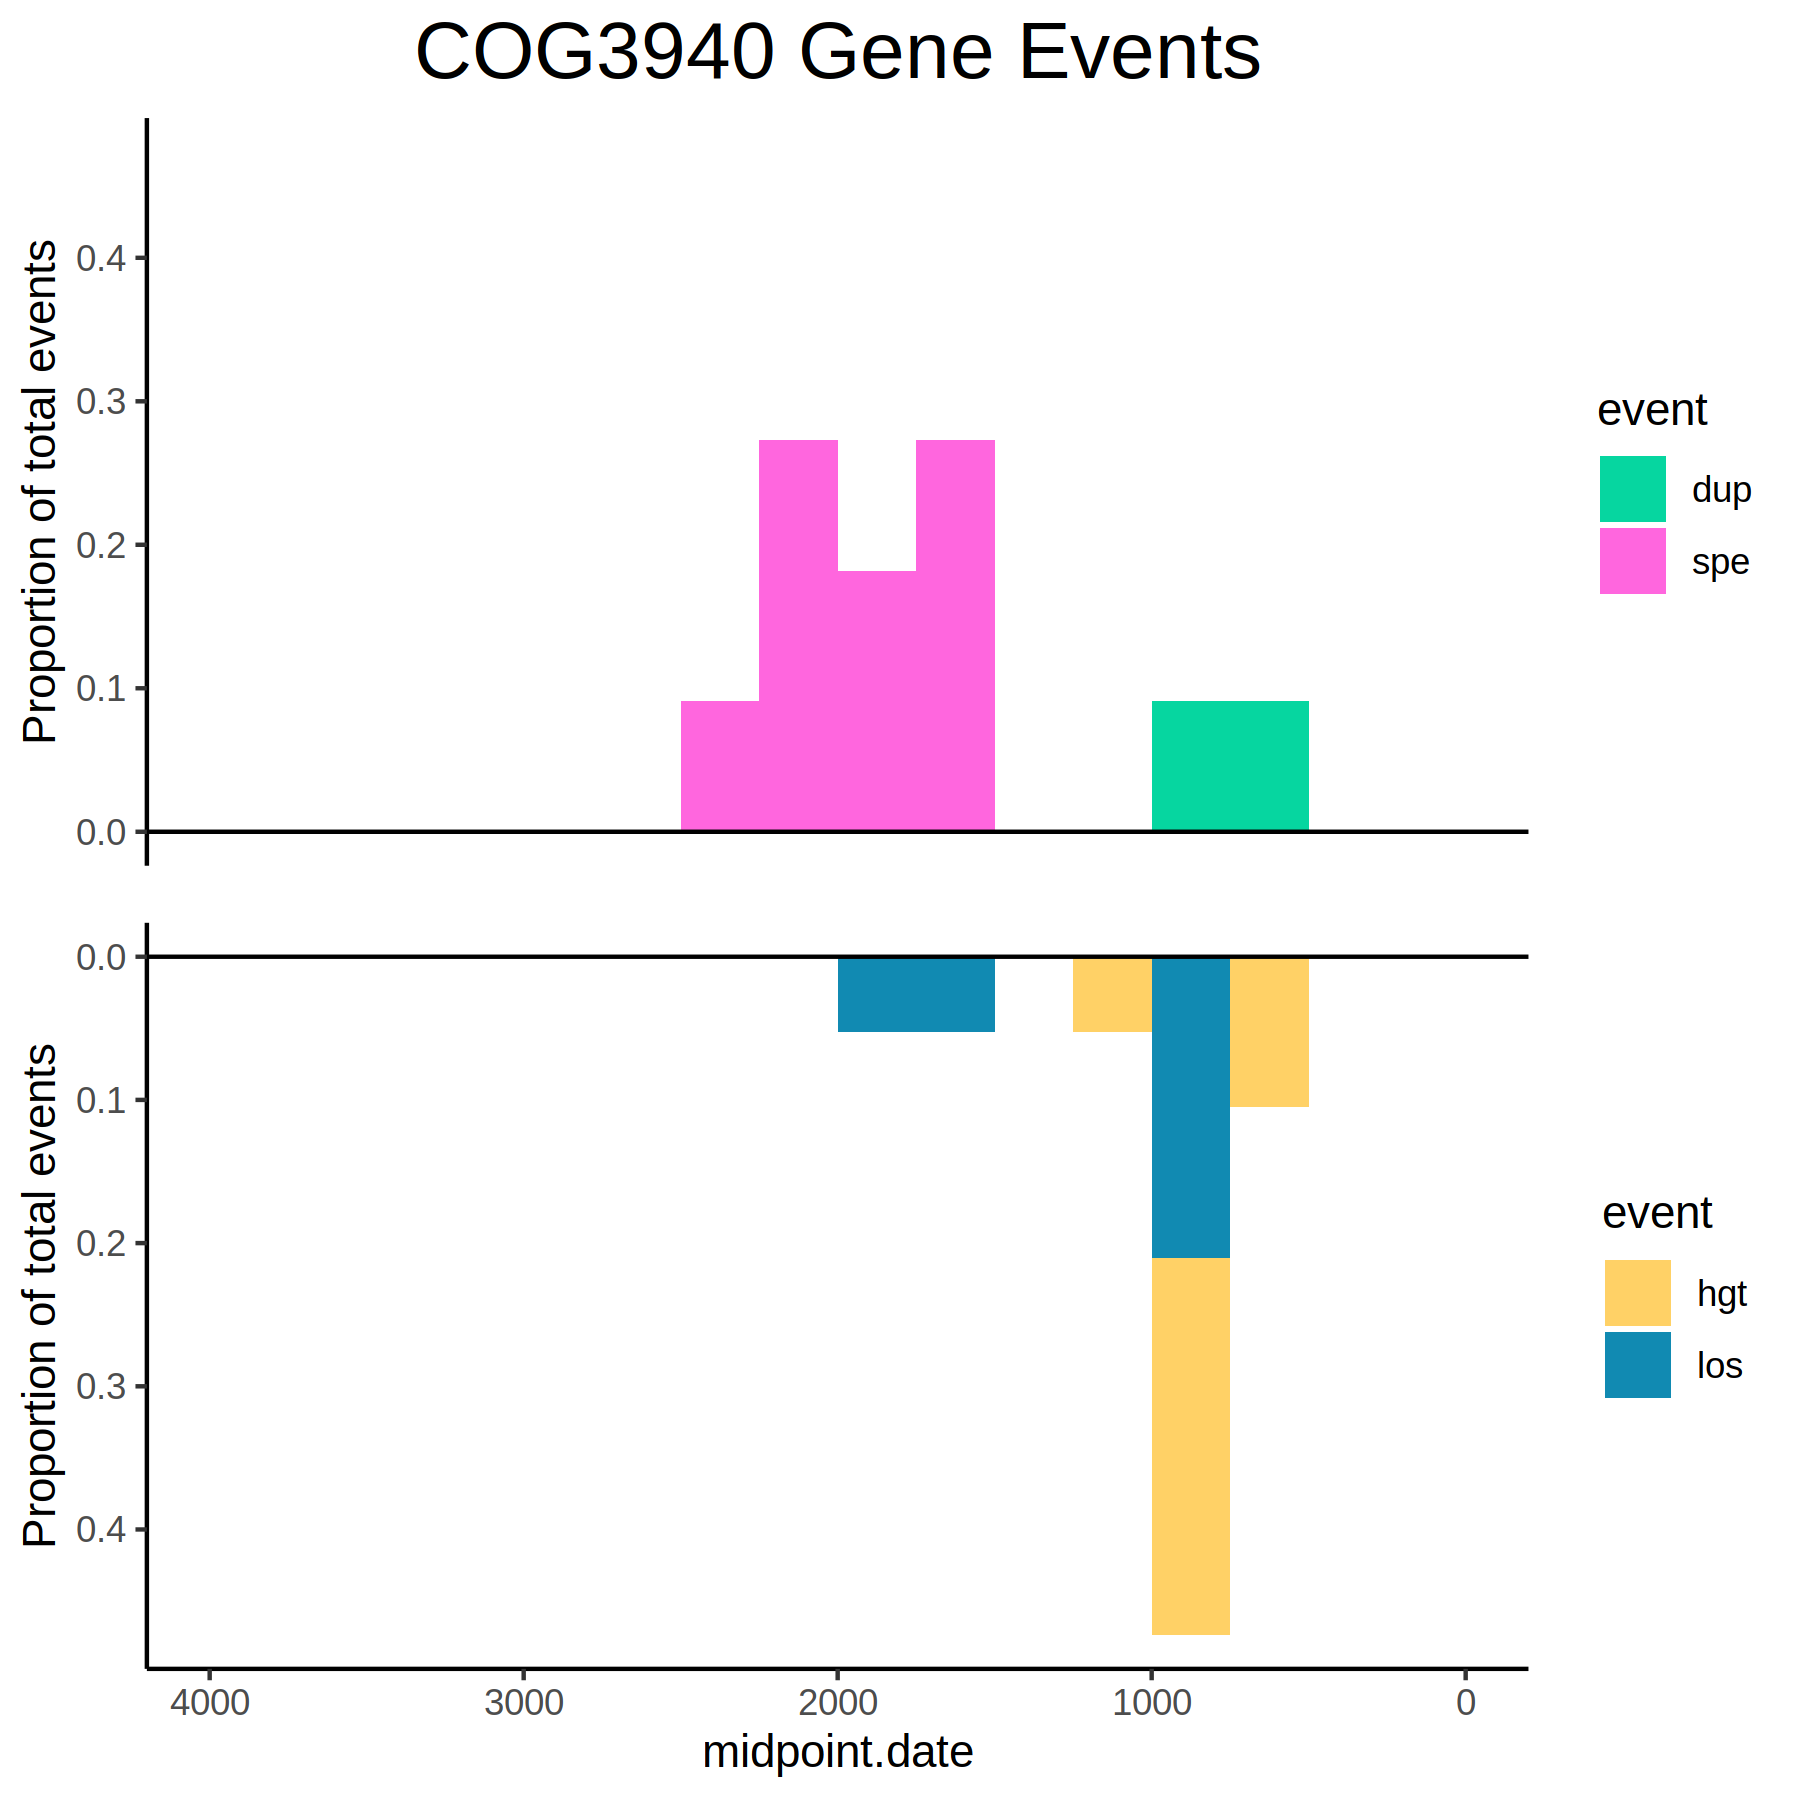 COG3940 Gene Events
Proportion of total events
0.4
0.3
0.2
0.1
0.0
event
dup
spe
Proportion of total events
0.0
0.1
0.2
0.3
0.4
event
hgt
los
4000 3000 2000 1000 0
midpoint.date